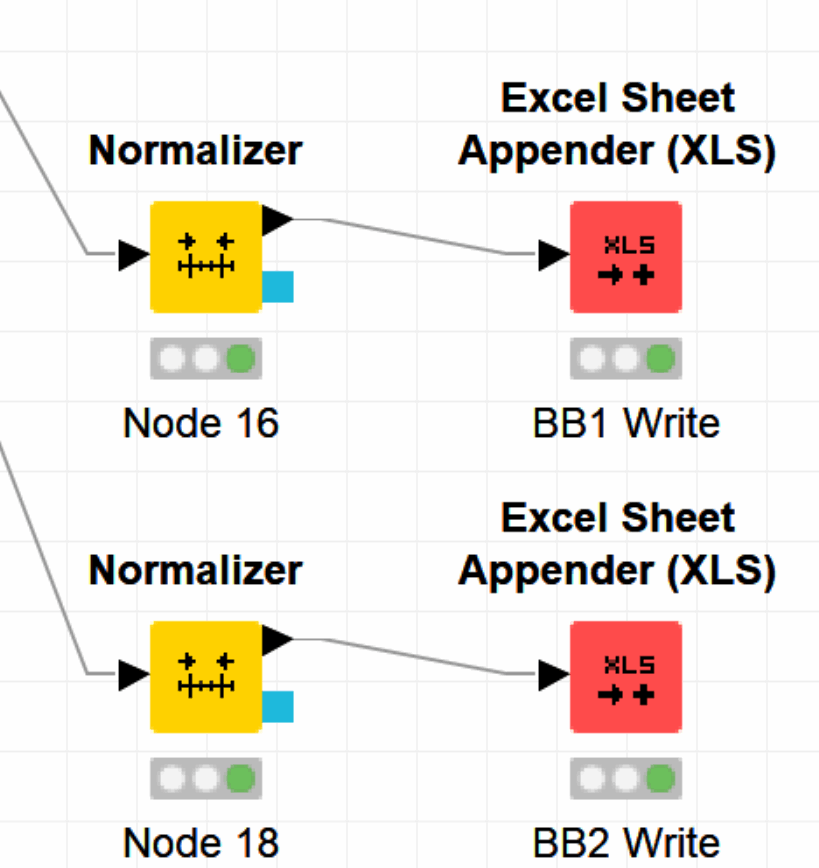 Normalizer
Excel Sheet
Appender (XLS)
XLS
Node 16
BB1 Write
Normalizer
Excel Sheet
Appender (XLS)
XLS
Node 18
BB2 Write